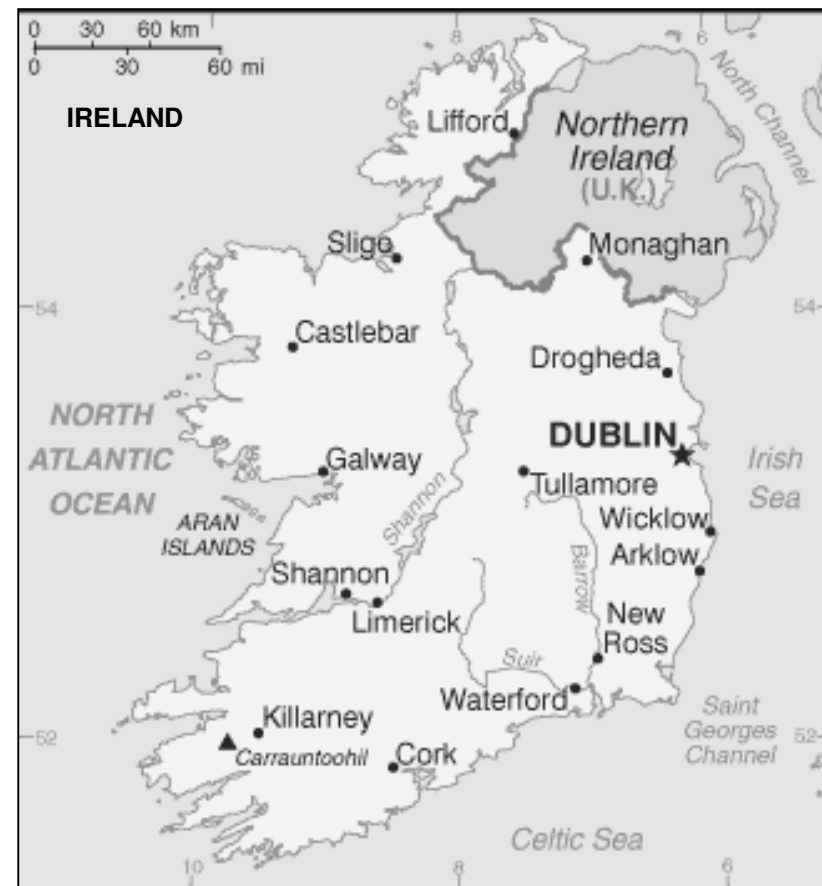 0 30 60 km
0 30 60 mi
8
6
IRELAND
North Channel
Lifford
Northern
Ireland
(U.K.)
Sligo
Monaghan
54
54
Castlebar
Drogheda
NORTH
ATLANTIC
OCEAN
DUBLIN
Irish
Sea
Galway
Tullamore
Shannon
ARAN
ISLANDS
Wicklow
Arklow
Barrow
Shannon
Limerick
New
Ross
Suir
Waterford
Saint
Georges
Channel
Killarney
52
52
Carrauntoohil
Cork
Celtic Sea
10
8
6